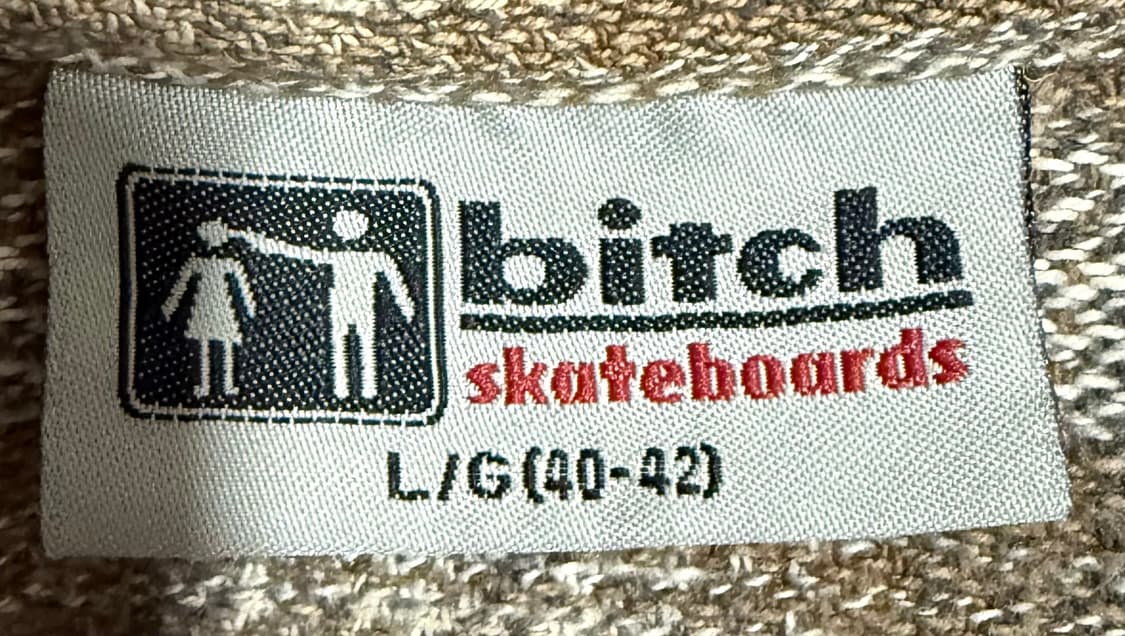 bitch
skateboards
L/G (40-42)